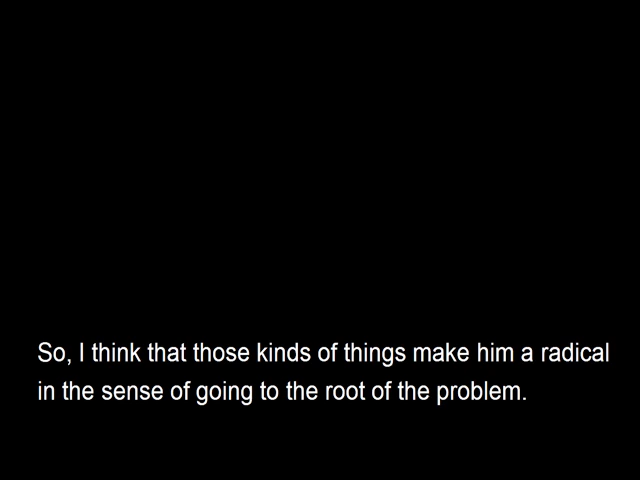 So, I think that those kinds of things make him a radical
in the sense of going to the root of the problem.